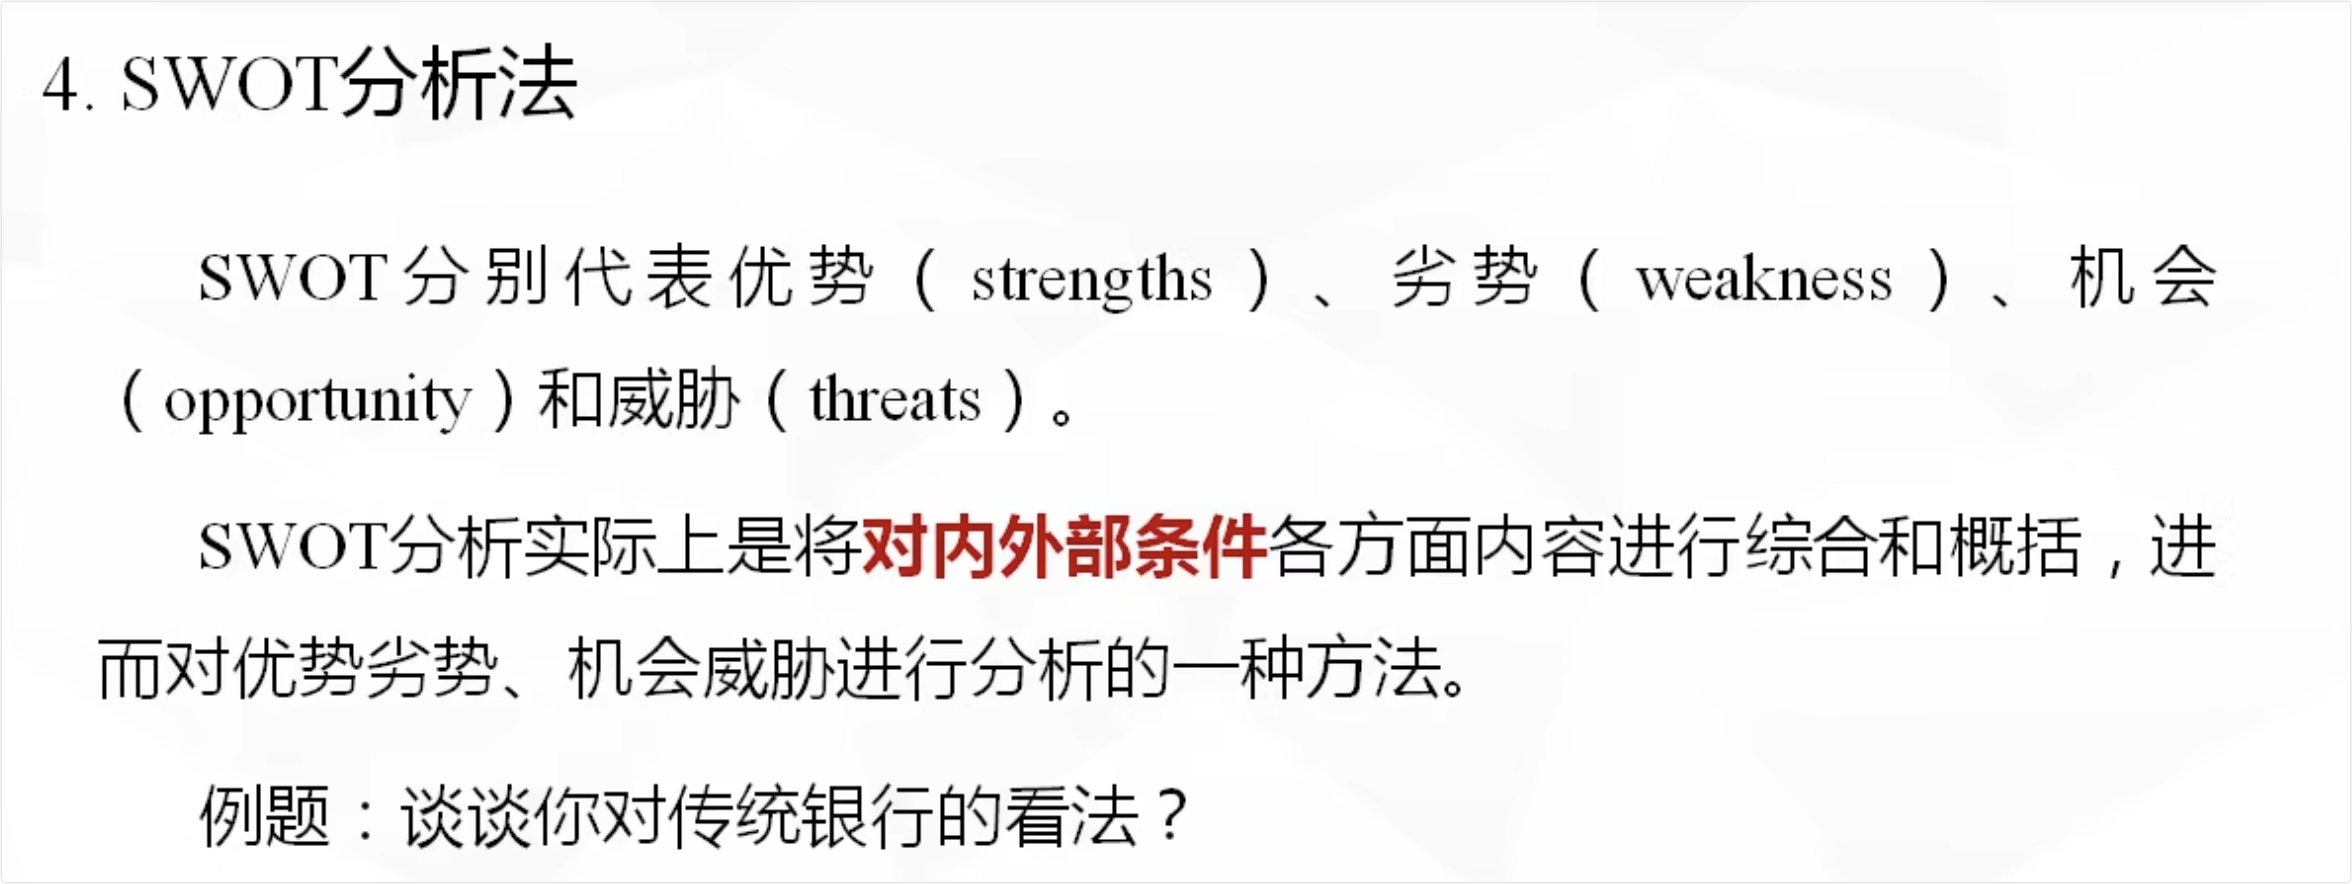 4. SWOT分析法
SWOT分别代表优势（strengths）、劣势（weakness）、机会
（opportunity）和威胁（threats）。
SWOT分析实际上是将对内外部条件各方面内容进行综合和概括，进
而对优势劣势、机会威胁进行分析的一种方法。
例题：谈谈你对传统银行的看法？